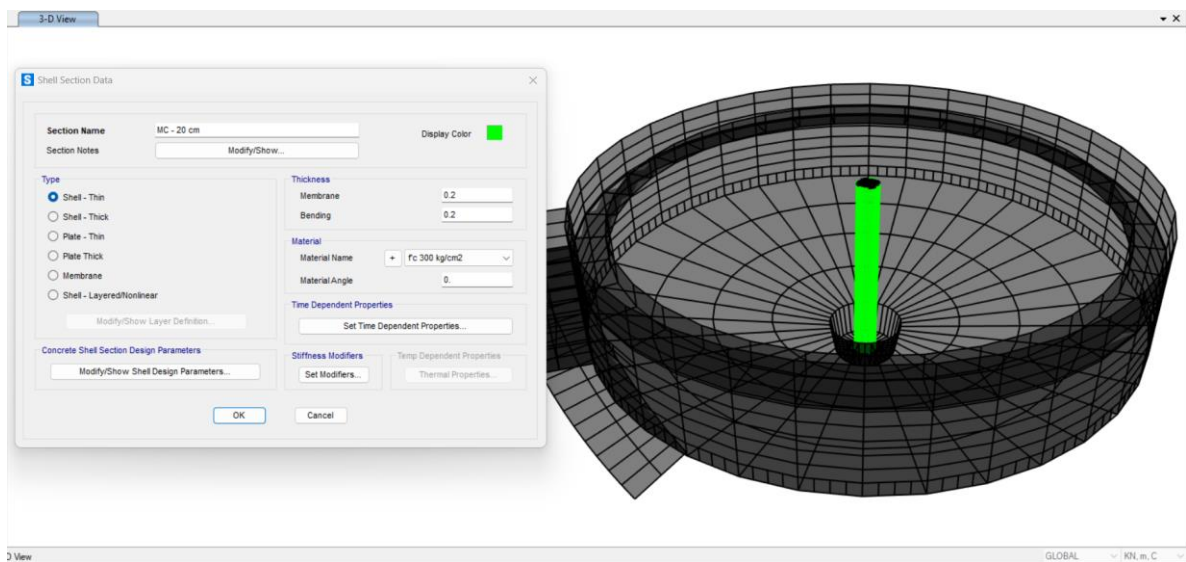 3-D View
S Shell Section Data
Section Name MC - 20 cm Display Color
Section Notes Modify/Show...
Type
Shell - Thin
Shell - Thick
Plate - Thin
Plate Thick
Membrane
Shell - Layered/Nonlinear
Modify/Show Layer Definition...
Thickness
Membrane 0.2
Bending 0.2
Material
Material Name + f'c 300 kg/cm2
Material Angle 0.
Time Dependent Properties
Set Time Dependent Properties...
Concrete Shell Section Design Parameters
Modify/Show Shell Design Parameters...
Stiffness Modifiers
Set Modifiers...
Temp Dependent Properties
Thermal Properties...
OK Cancel
D View GLOBAL KN, m, C